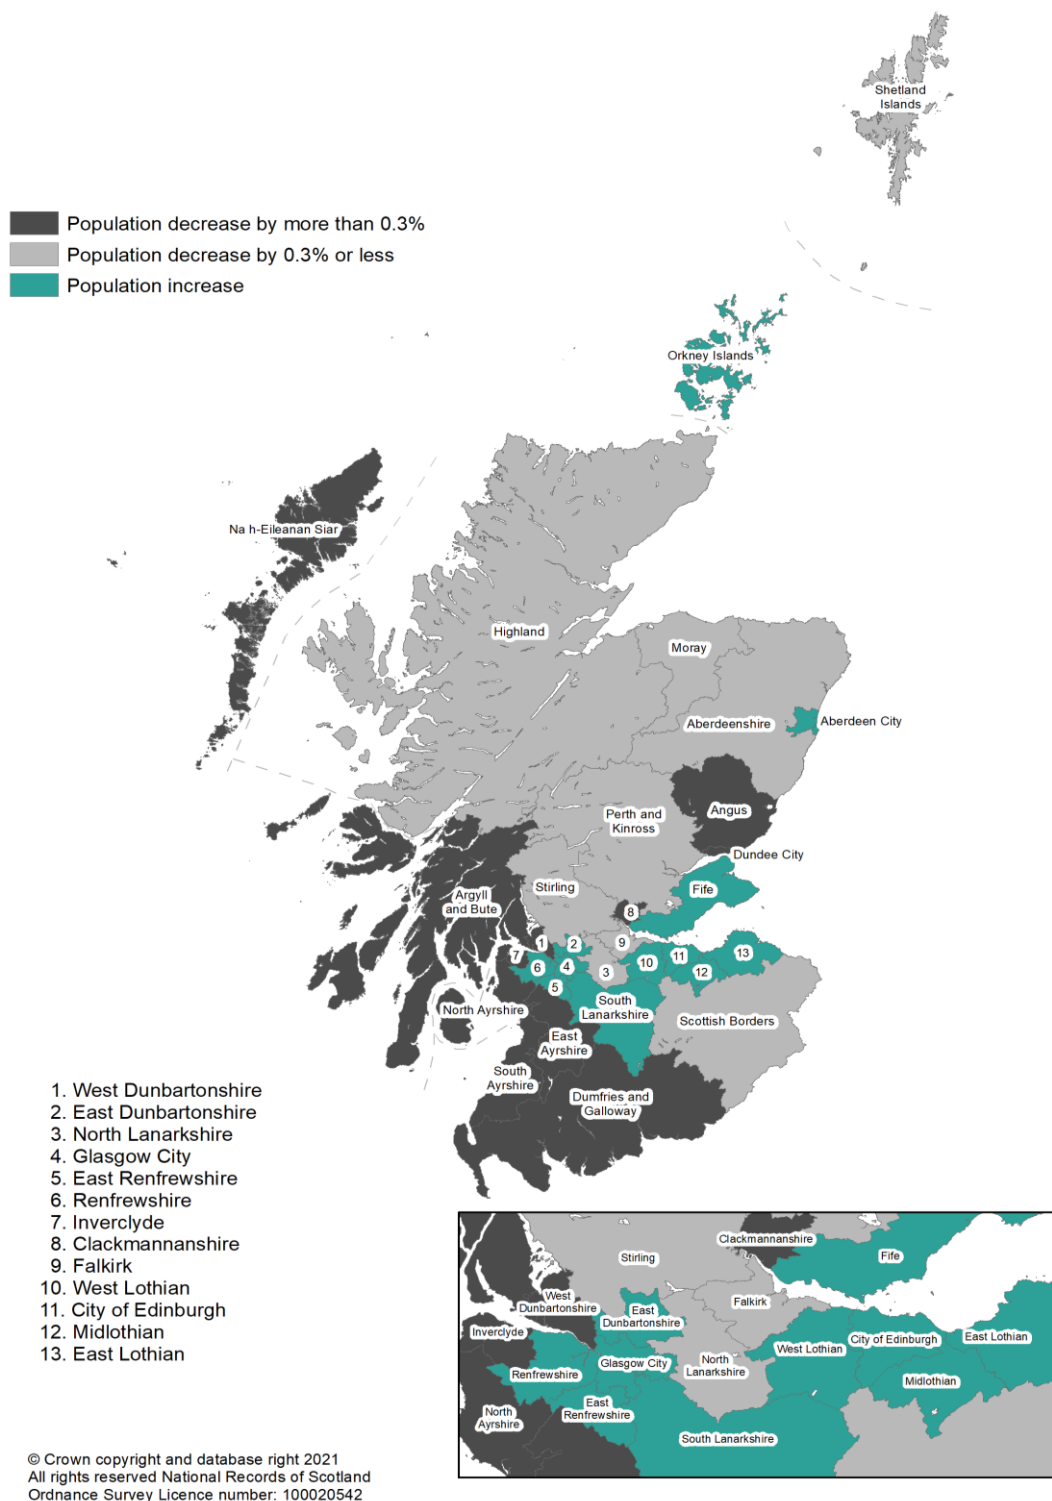 Shetland
Islands
Population decrease by more than 0.3%
Population decrease by 0.3% or less
Population increase
Orkney Islands
Na h-Eileanan Siar
Highland
Moray
Aberdeenshire
Aberdeen City
Angus
Perth and
Kinross
Dundee City
Fife
Stirling
Argyll
and Bute
8
1
2
9
7
6
4
3
10
11
12
13
5
South
Lanarkshire
North Ayrshire
Scottish Borders
East
Ayrshire
South
Ayrshire
Dumfries and
Galloway
1. West Dunbartonshire
2. East Dunbartonshire
3. North Lanarkshire
4. Glasgow City
5. East Renfrewshire
6. Renfrewshire
7. Inverclyde
8. Clackmannanshire
9. Falkirk
10. West Lothian
11. City of Edinburgh
12. Midlothian
13. East Lothian
Clackmannanshire
Fife
Stirling
West
Dunbartonshire
East
Dunbartonshire
Falkirk
Inverclyde
City of Edinburgh
East Lothian
West Lothian
Glasgow City
North
Lanarkshire
Renfrewshire
Midlothian
North
Ayrshire
East
Renfrewshire
South Lanarkshire
© Crown copyright and database right 2021
All rights reserved National Records of Scotland
Ordnance Survey Licence number: 100020542